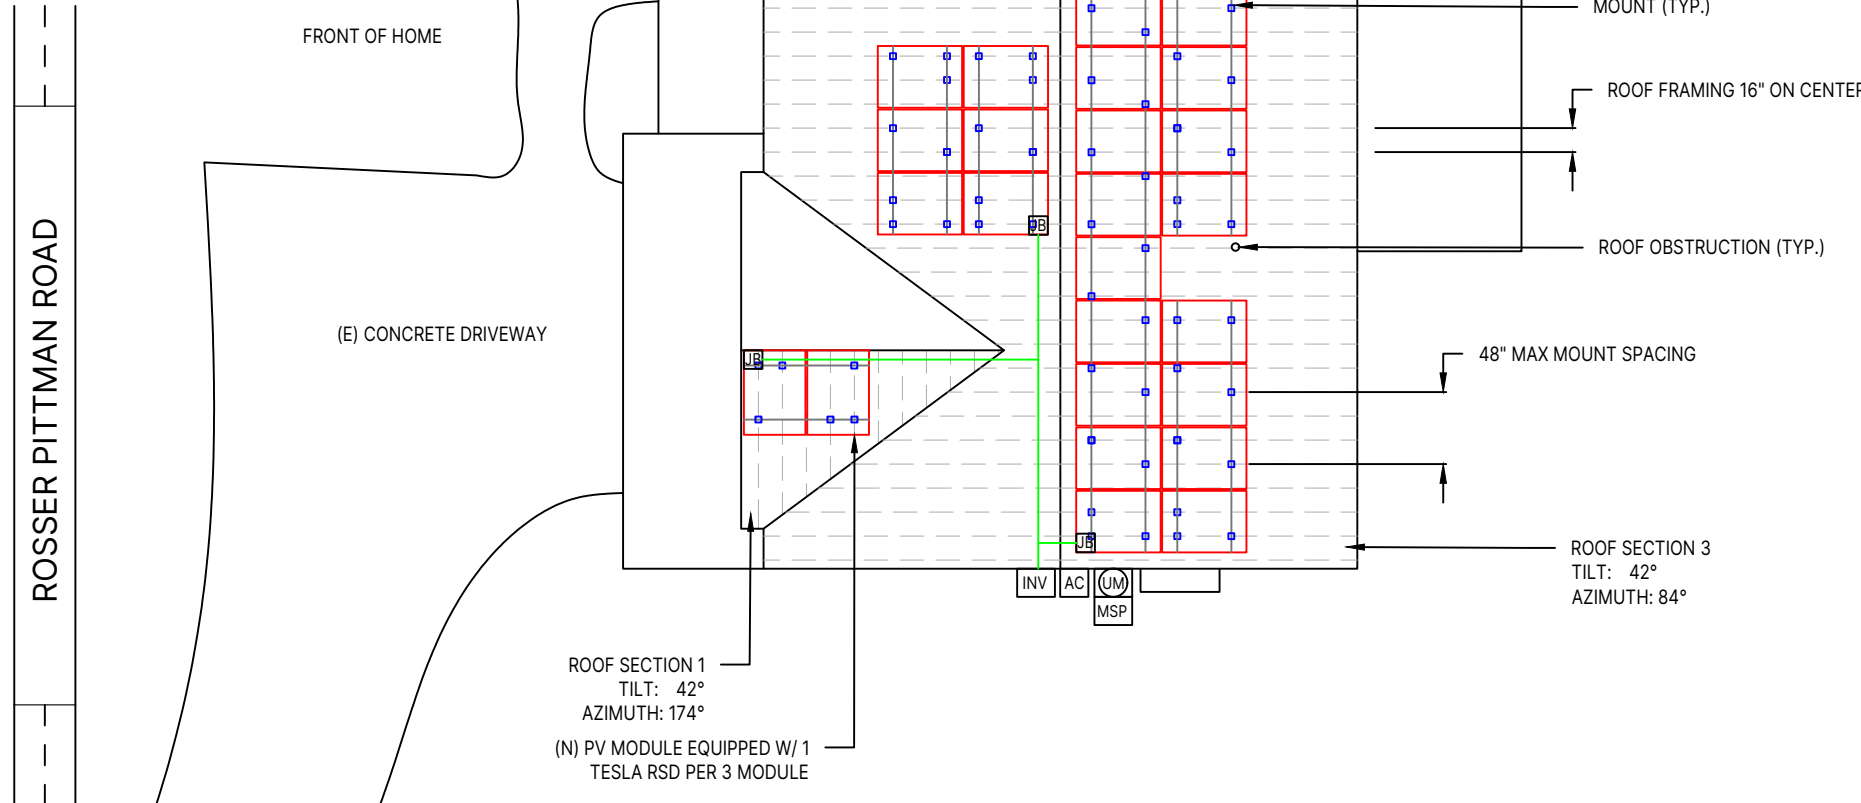 MOUNT (TYP.)
FRONT OF HOME
ROOF FRAMING 16" ON CENTER
JB
ROOF OBSTRUCTION (TYP.)
ROSSER PITTMAN ROAD
(E) CONCRETE DRIVEWAY
48" MAX MOUNT SPACING
JB
JB
ROOF SECTION 3
TILT: 42°
AZIMUTH: 84°
INV
AC
UM
MSP
ROOF SECTION 1
TILT: 42°
AZIMUTH: 174°
(N) PV MODULE EQUIPPED W/ 1
TESLA RSD PER 3 MODULE